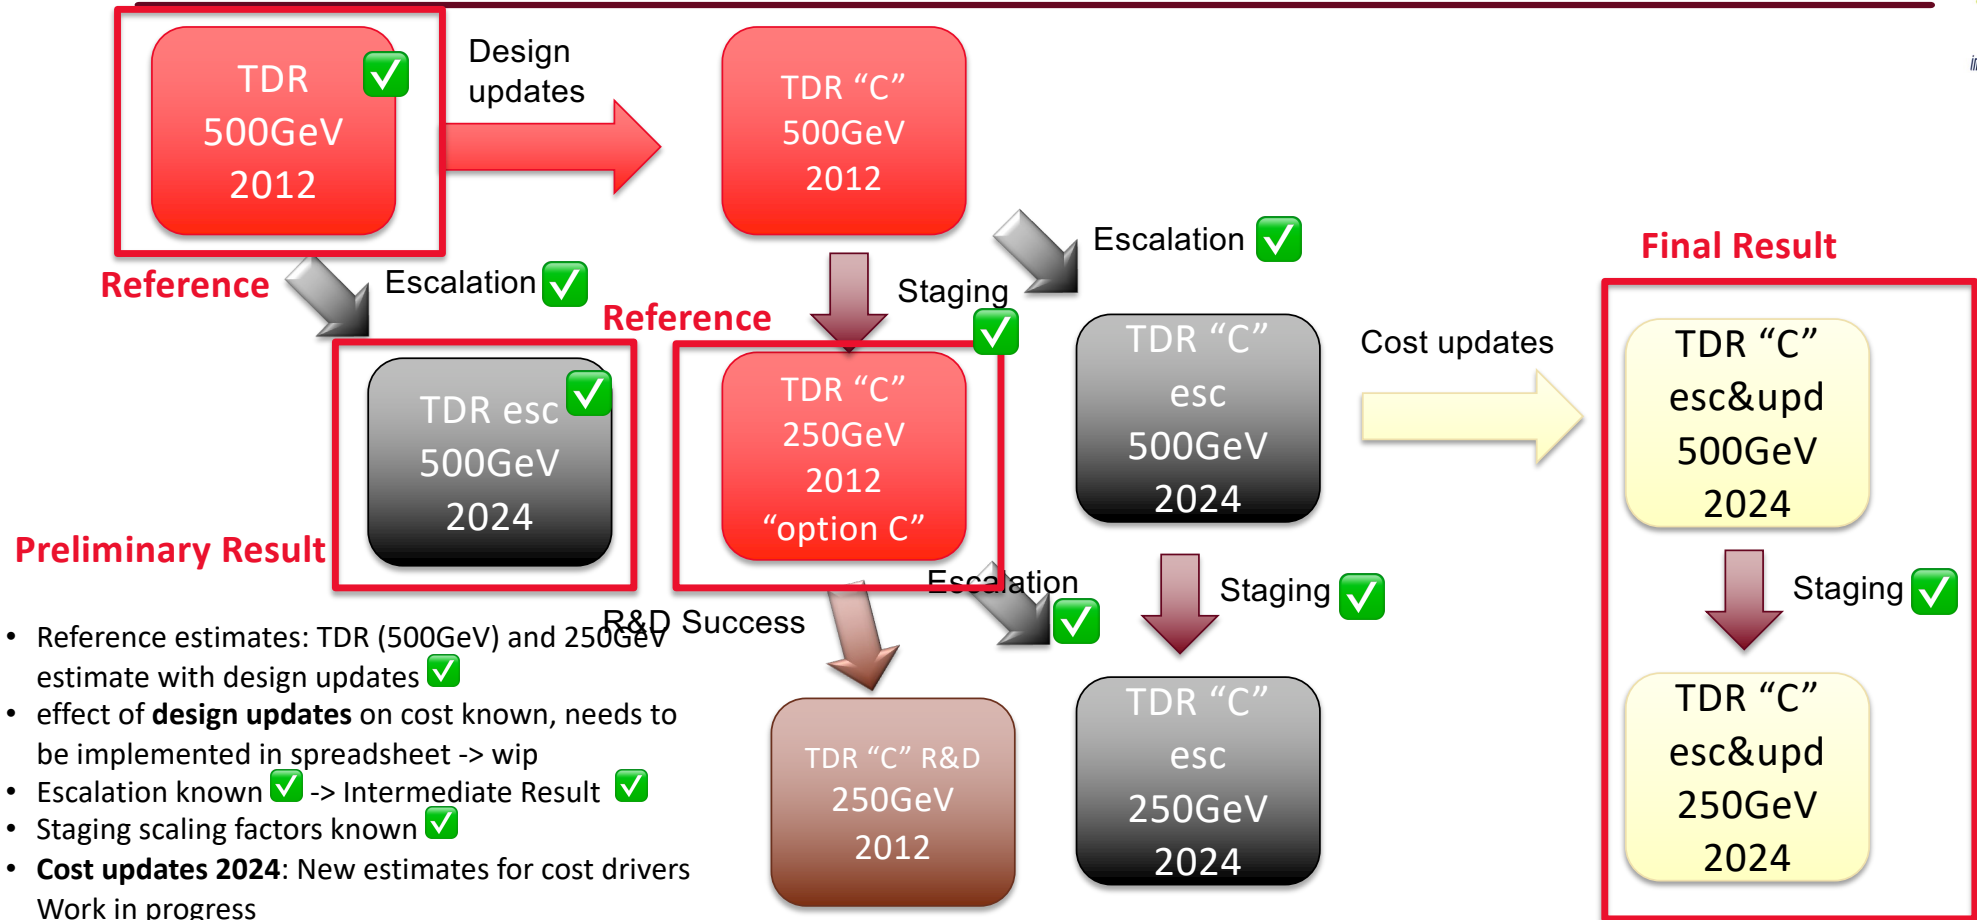 TDR
500GeV
2012
Design
updates
TDR “C”
500GeV
2012
Escalation
Final Result
Reference
Escalation
Reference
Staging
TDR esc
500GeV
2024
TDR “C”
250GeV
2012
“option C”
TDR “C”
esc
500GeV
2024
Cost updates
TDR “C”
esc&upd
500GeV
2024
Preliminary Result
R&D Success
Escalation
Staging
Staging
TDR “C” R&D
250GeV
2012
TDR “C”
esc
250GeV
2024
TDR “C”
esc&upd
250GeV
2024
• Reference estimates: TDR (500GeV) and 250GeV
estimate with design updates ✅
• effect of design updates on cost known, needs to
be implemented in spreadsheet -> wip
• Escalation known ✅ -> Intermediate Result ✅
• Staging scaling factors known ✅
• Cost updates 2024: New estimates for cost drivers
Work in progress